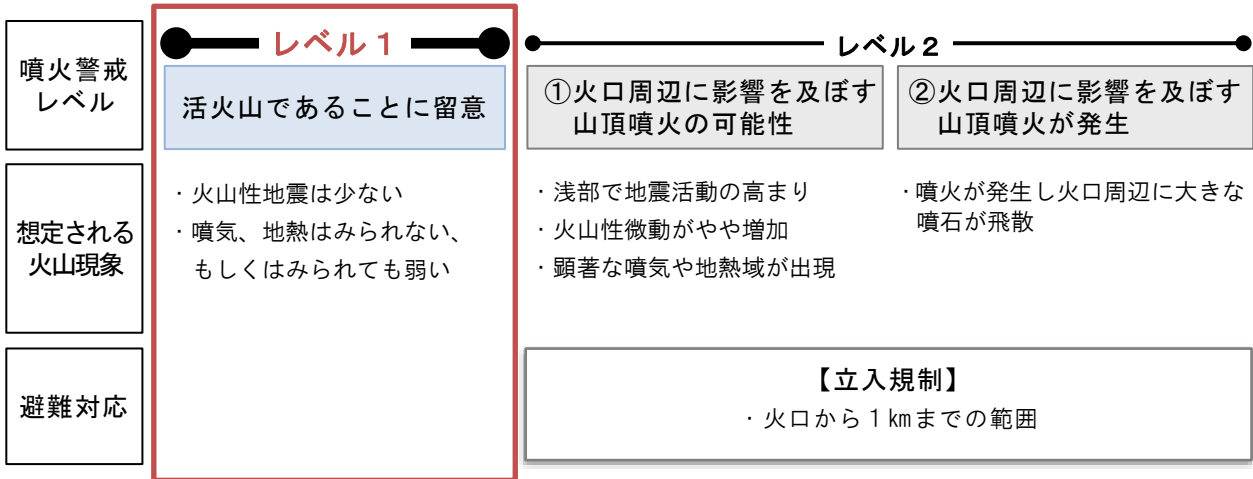 噴火警戒
レベル
レベル1
レベル2
活火山であることに留意
①火口周辺に影響を及ぼす
山頂噴火の可能性
②火口周辺に影響を及ぼす
山頂噴火が発生
想定される
火山現象
・火山性地震は少ない
・噴気、地熱はみられない、
もしくはみられても弱い
・浅部で地震活動の高まり
・火山性微動がやや増加
・顕著な噴気や地熱域が出現
・噴火が発生し火口周辺に大きな
噴石が飛散
避難対応
【立入規制】
・火口から1㎞までの範囲